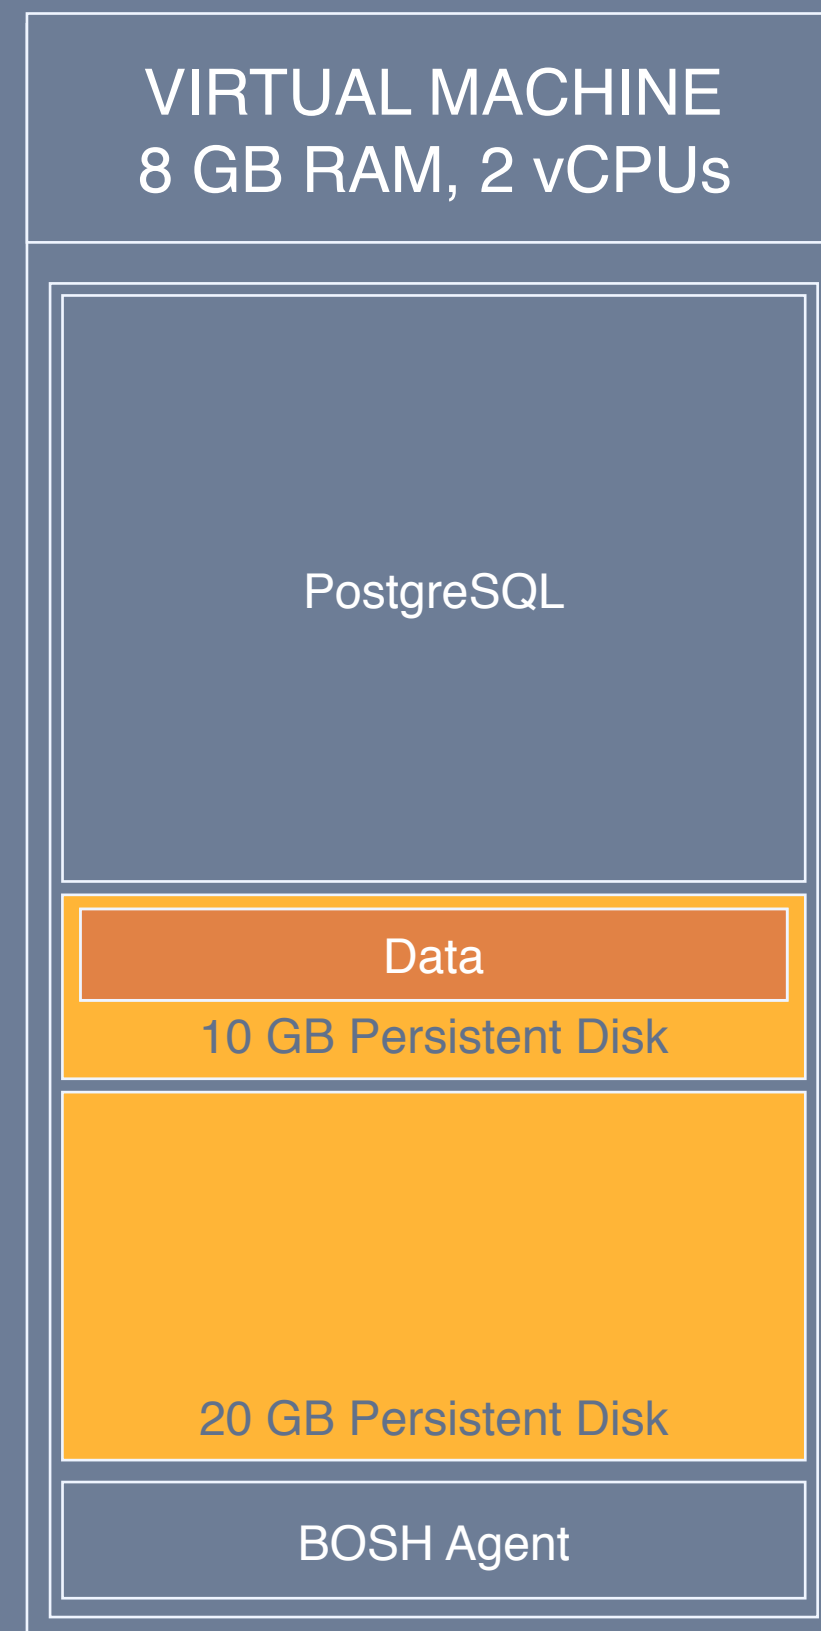 VIRTUAL MACHINE
8 GB RAM, 2 vCPUs
PostgreSQL
Data
10 GB Persistent Disk
20 GB Persistent Disk
BOSH Agent